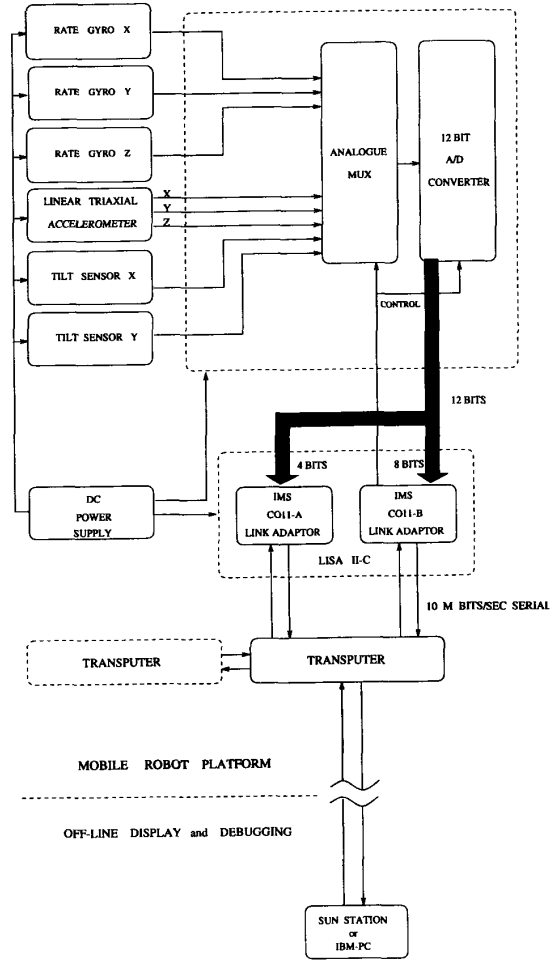 RATE GYRO X
RATE GYRO Y
RATE GYRO Z
LINEAR TRIAXIAL
ACCELEROMETER
X
Y
Z
TILT SENSOR X
TILT SENSOR Y
ANALOGUE
MUX
12 BIT
A/D
CONVERTER
CONTROL
12 BITS
4 BITS
8 BITS
DC
POWER
SUPPLY
IMS
CO11-A
LINK ADAPTOR
IMS
CO11-B
LINK ADAPTOR
LISA II-C
10 M BITS/SEC SERIAL
TRANSPUTER
TRANSPUTER
MOBILE ROBOT PLATFORM
OFF-LINE DISPLAY and DEBUGGING
SUN STATION
or
IBM-PC